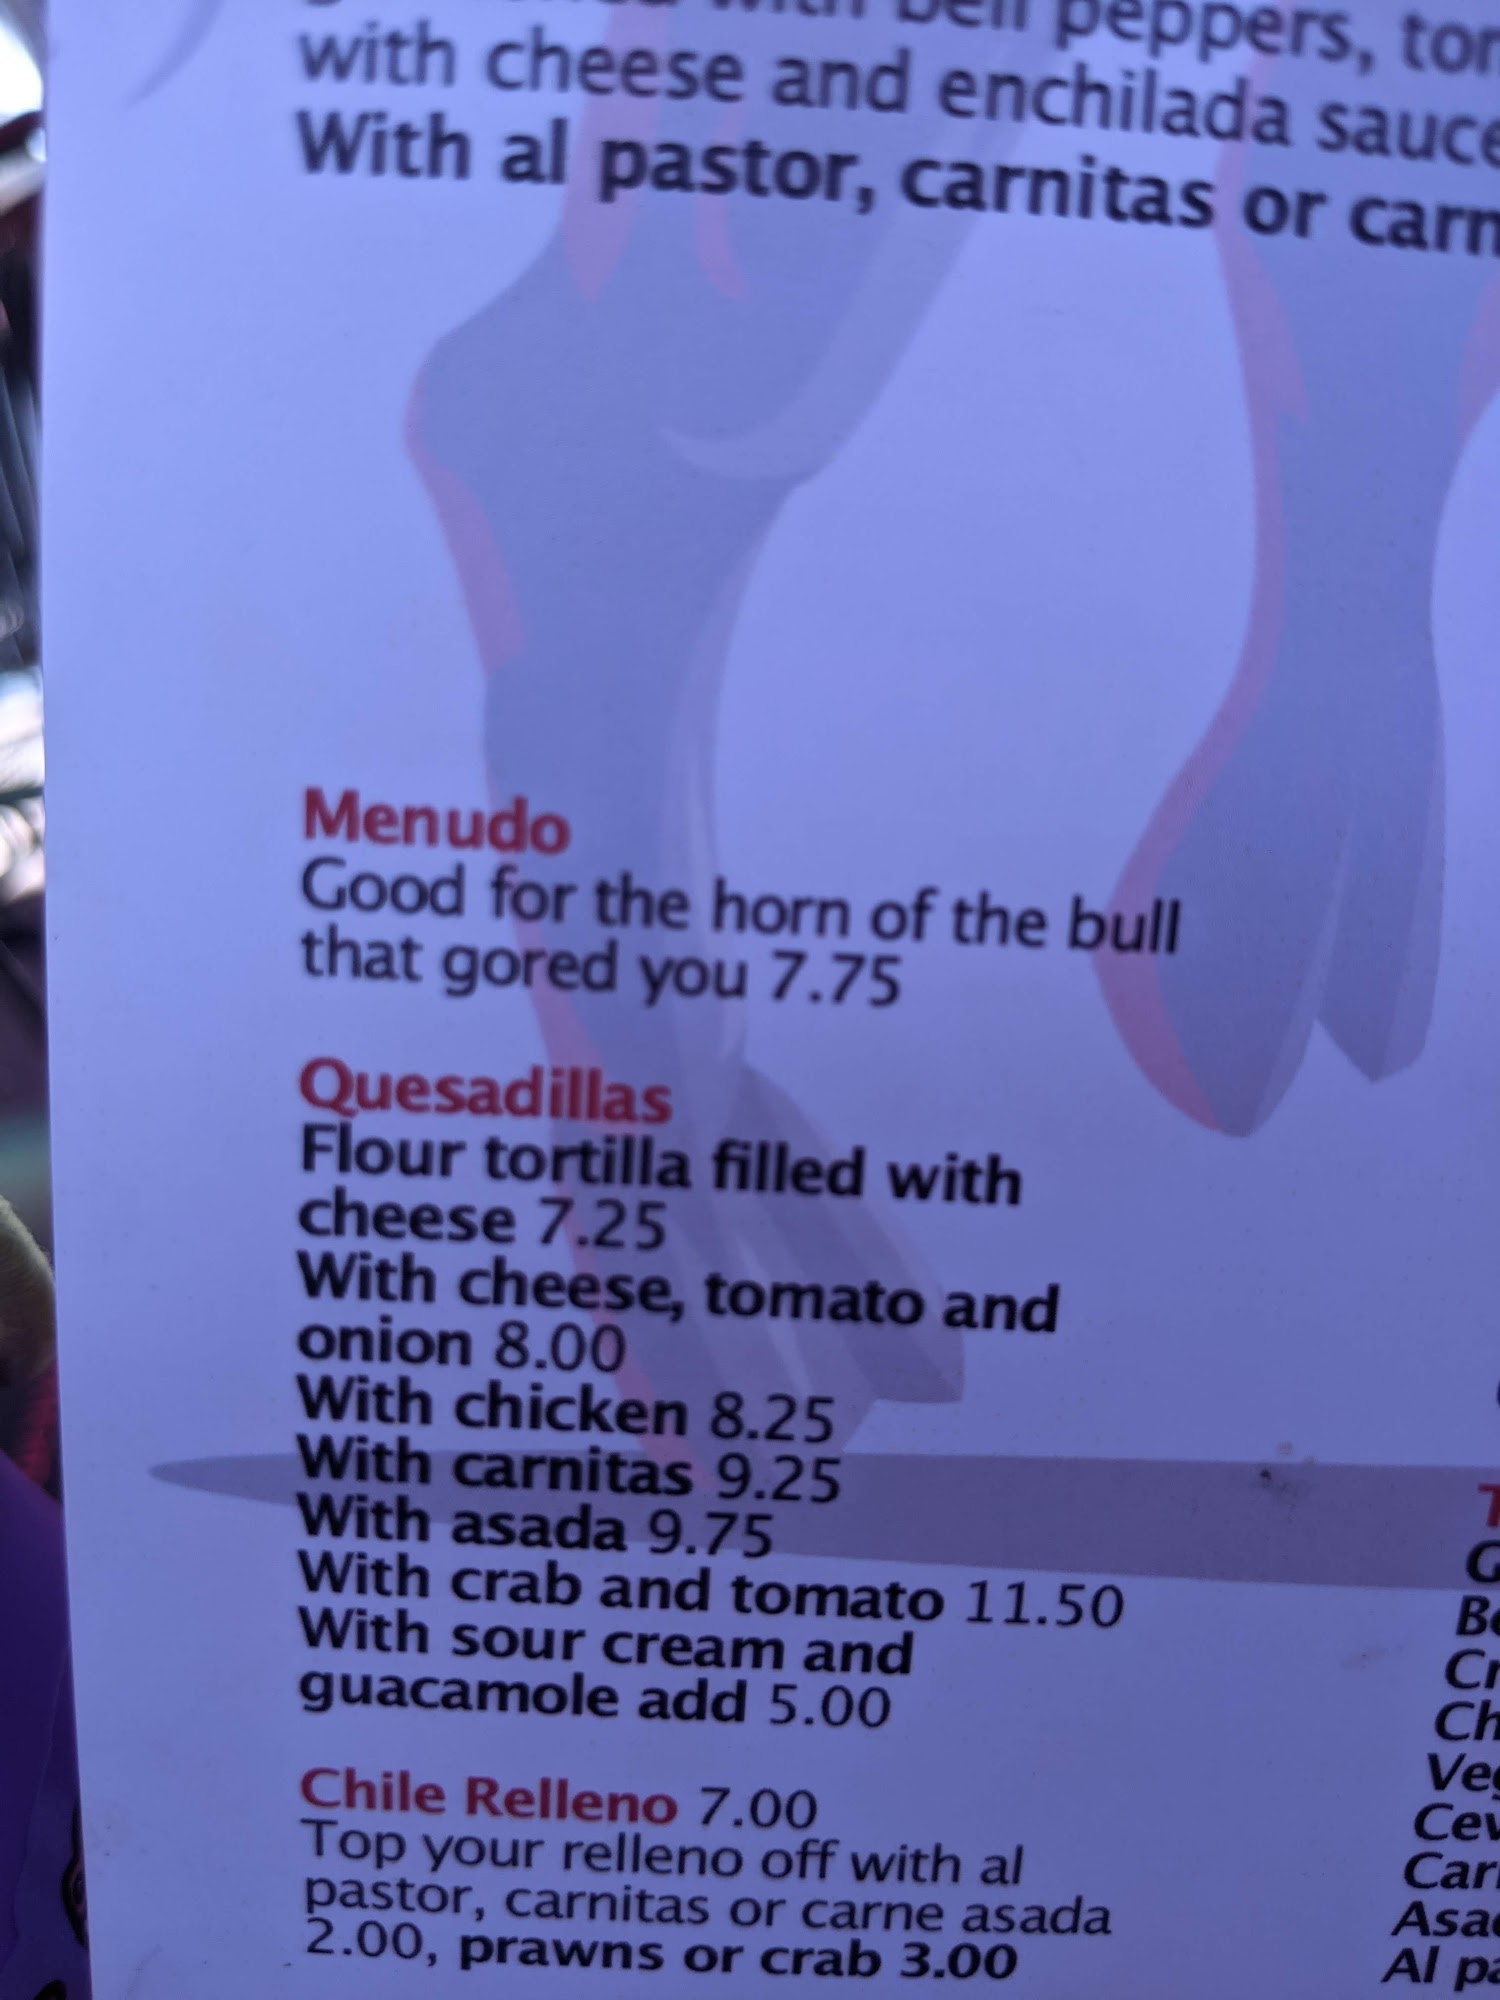 with bell peppers,
with cheese and enchilada sauce
With al pastor, carnitas or
Menudo
Good for the horn of the bull
that gored you 7.75
Quesadillas
Flour tortilla filled with
cheese 7.25
With cheese, tomato and
onion 8.00
With chicken 8.25
With carnitas 9.25
With asada 9.75
With crab and tomato 11.50
With sour cream and
guacamole add 5.00
Chile Relleno 7.00
Top your relleno off with al
pastor, carnitas or carne asada
2.00, prawns or crab 3.00
Al